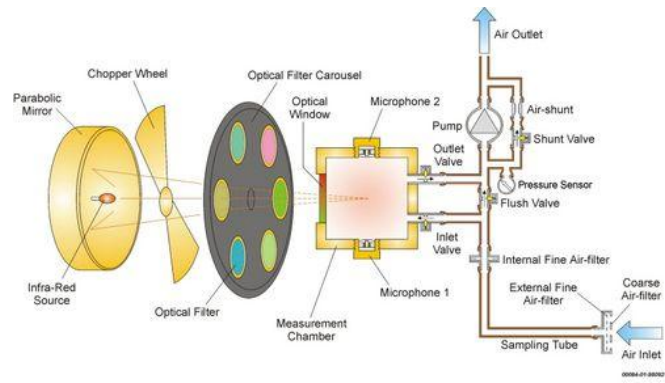 Air Outlet
Chopper Wheel
Optical Filter Carousel
Parabolic
Mirror
Optical
Window
Microphone 2
Air-shunt
Pump
Shunt Valve
Outlet
Valve
Pressure Sensor
Flush Valve
Inlet
Valve
Internal Fine Air-filter
Infra-Red
Source
Optical Filter
Microphone 1
Measurement
Chamber
External Fine
Air-filter
Coarse
Air-filter
Sampling Tube
Air Inlet